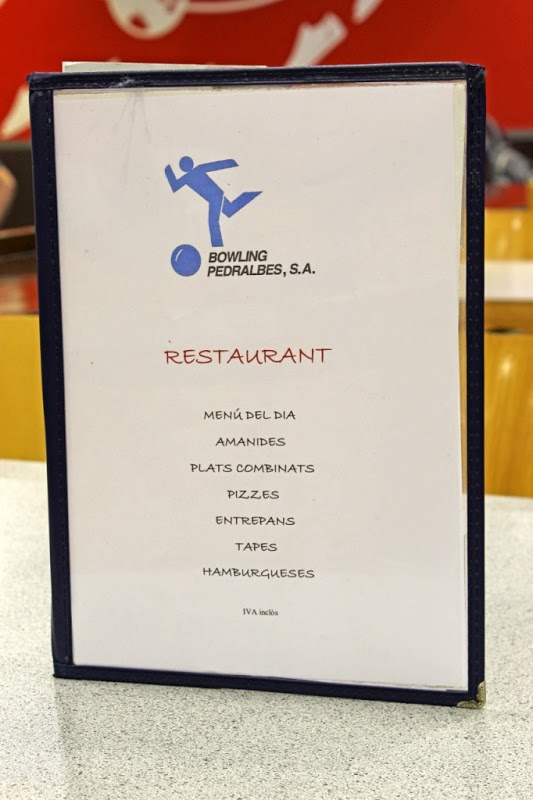 BOWLING
PEDRALBES, S.A.
RESTAURANT
MENÚ DEL DIA
AMANIDES
PLATS COMBINATS
PIZZES
ENTREPANS
TAPES
HAMBURGUESES
IVA inclòs